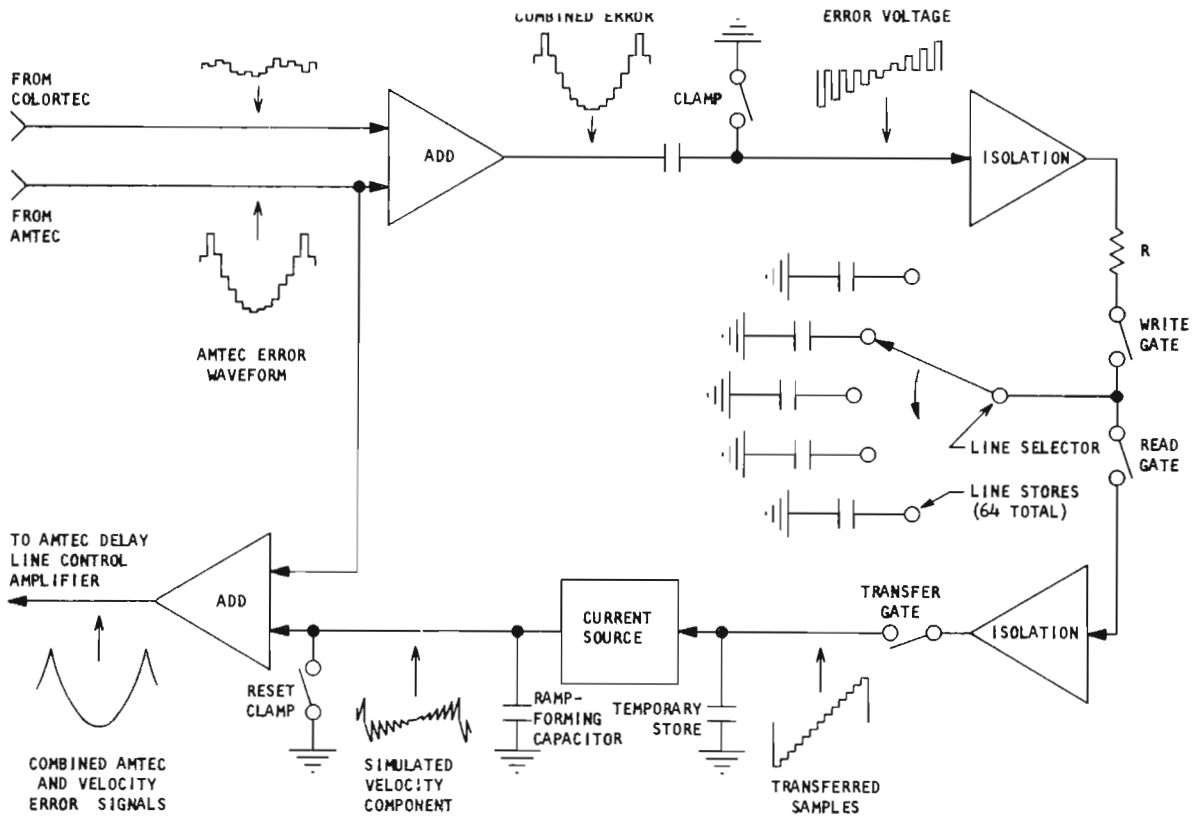 COMBINED ERROR
ERROR VOLTAGE
FROM
COLORTEC
CLAMP
ADD
ISOLATION
FROM
AMTEC
R
AMTEC ERROR
WAVEFORM
WRITE
GATE
LINE SELECTOR
READ
GATE
LINE STORES
(64 TOTAL)
TO AMTEC DELAY
LINE CONTROL
AMPLIFIER
ADD
CURRENT
SOURCE
TRANSFER
GATE
ISOLATION
RESET
CLAMP
RAMP-
FORMING
CAPACITOR
TEMPORARY
STORE
COMBINED AMTEC
AND VELOCITY
ERROR SIGNALS
SIMULATED
VELOCITY
COMPONENT
TRANSFERRED
SAMPLES